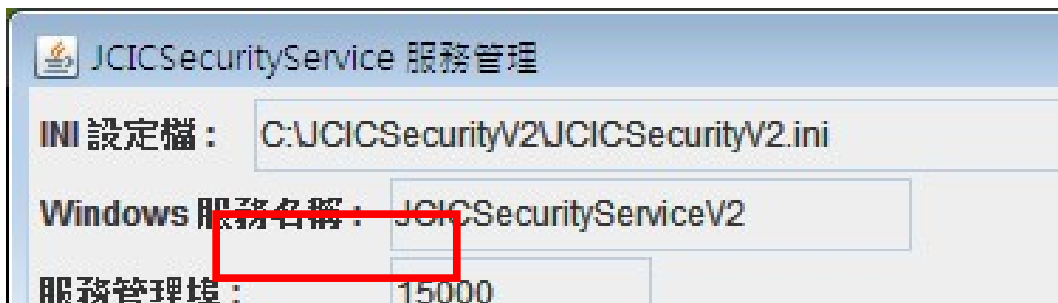 JCICSecurityService 服務管理
INI 設定檔： C:\JCICSecurityV2\JCICSecurityV2.ini
Windows 服務名稱： JCICSecurityServiceV2
服務管理埠： 15000